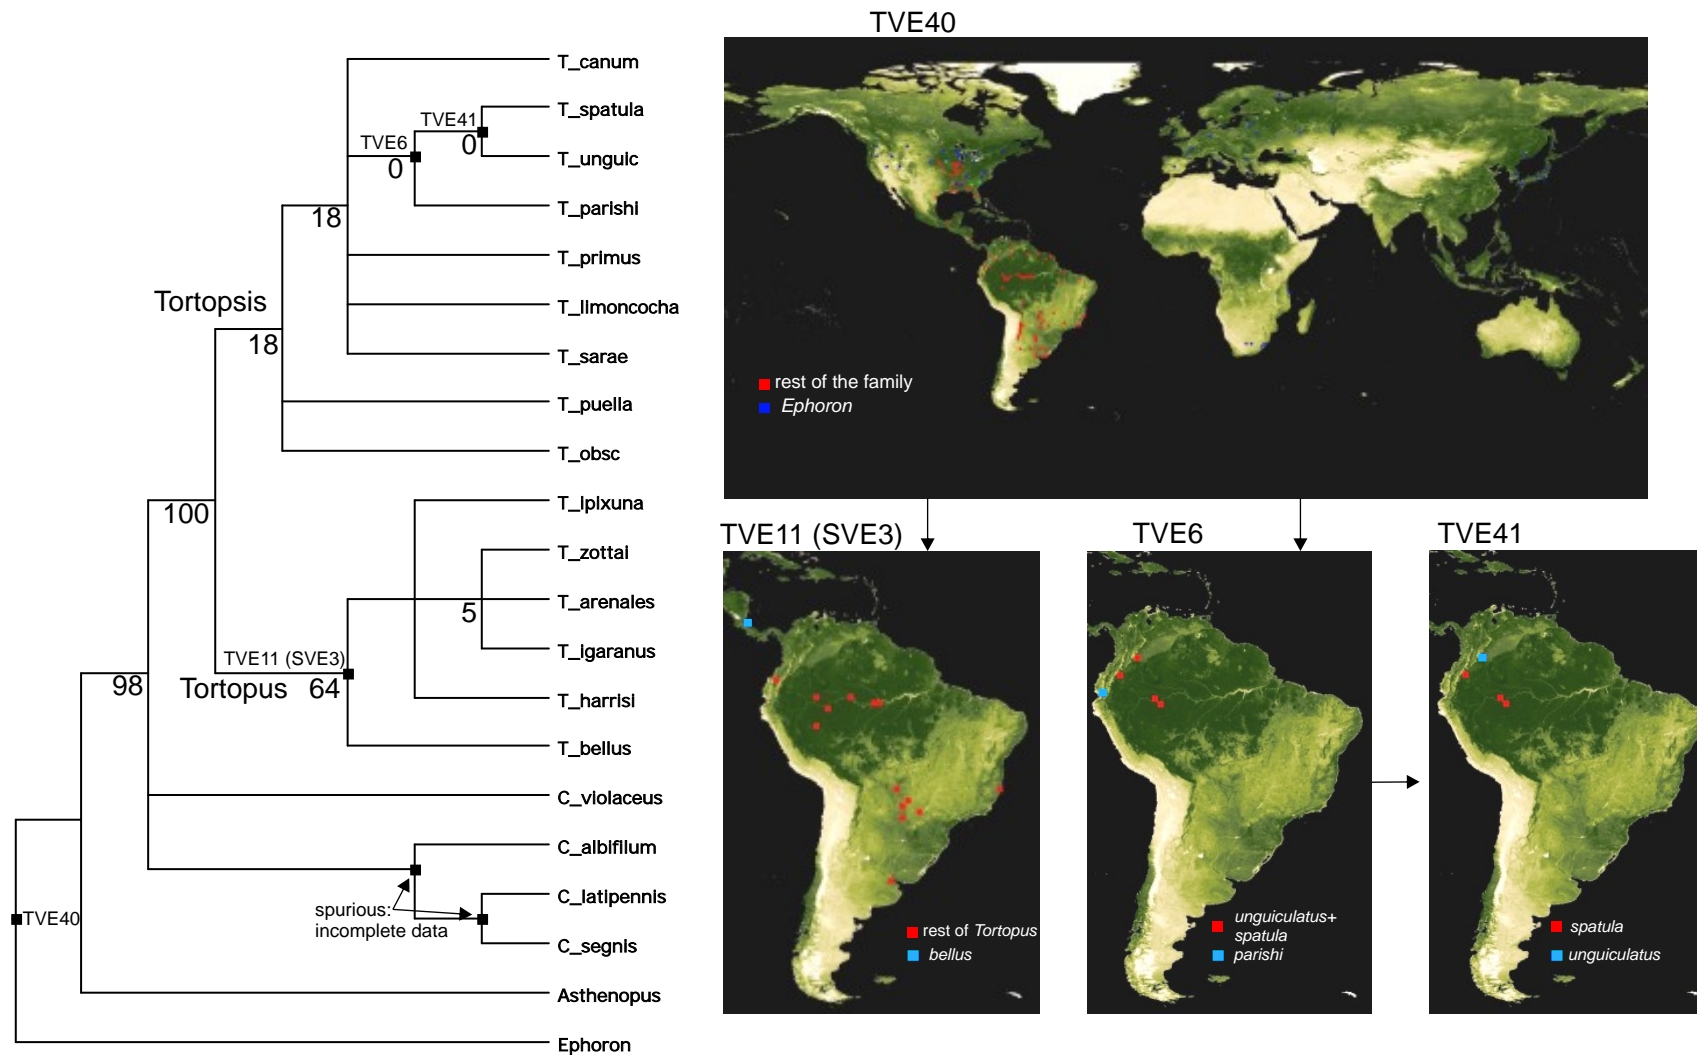 TVE40
T_canum
T_spatula
TVE41
0
TVE6
0
T_unguic
T_parishi
18
T_primus
Tortopsis
T_limoncocha
18
T_sarae
T_puella
T_obsc
100
T_ipixuna
T_zottai
T_arenales
5
T_igaranus
TVE11 (SVE3)
98
Tortopus
64
T_harrisi
T_bellus
C_violaceus
C_albifilum
C_latipennis
spurious:
incomplete data
TVE40
C_segnis
Asthenopus
Ephoron
rest of the family
Ephoron
TVE11 (SVE3)
rest of Tortopus
bellus
TVE6
unguiculatus+
spatula
parishi
TVE41
spatula
unguiculatus